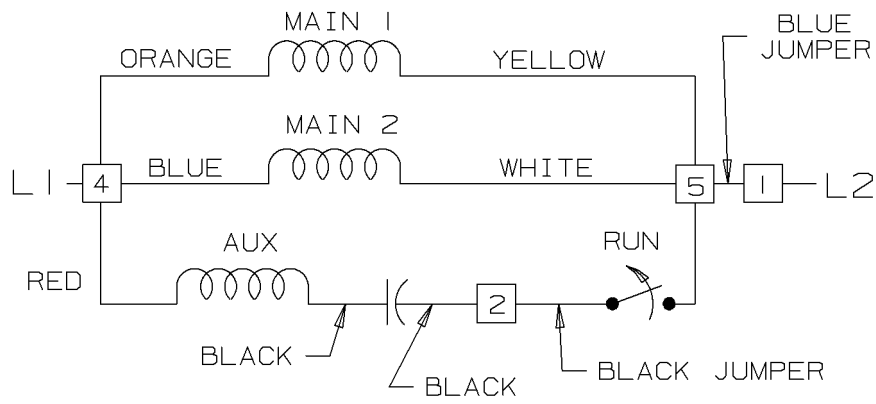 MAIN 1
BLUE
JUMPER
ORANGE
YELLOW
MAIN 2
L1
4
BLUE
WHITE
5
1
L2
AUX
RUN
RED
2
BLACK
BLACK
BLACK JUMPER